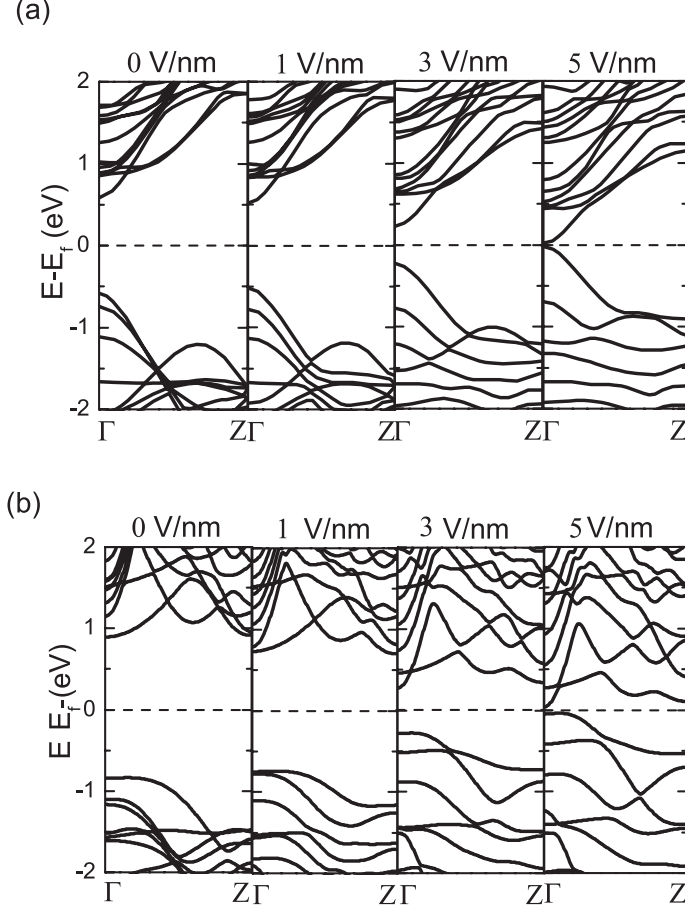 (a)
0 V/nm 1 V/nm 3 V/nm 5 V/nm
2
1
0
-1
-2
E-E_f (eV)
Γ ZΓ ZΓ ZΓ Z
(b)
0 V/nm 1 V/nm 3 V/nm 5 V/nm
2
1
0
-1
-2
E E_f-(eV)
Γ ZΓ ZΓ ZΓ Z